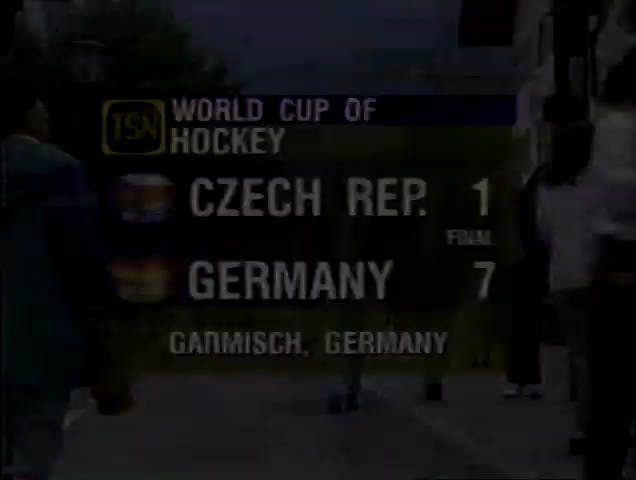 TSN
WORLD CUP OF
HOCKEY
CZECH REP. 1
FINAL
GERMANY 7
GARMISCH, GERMANY